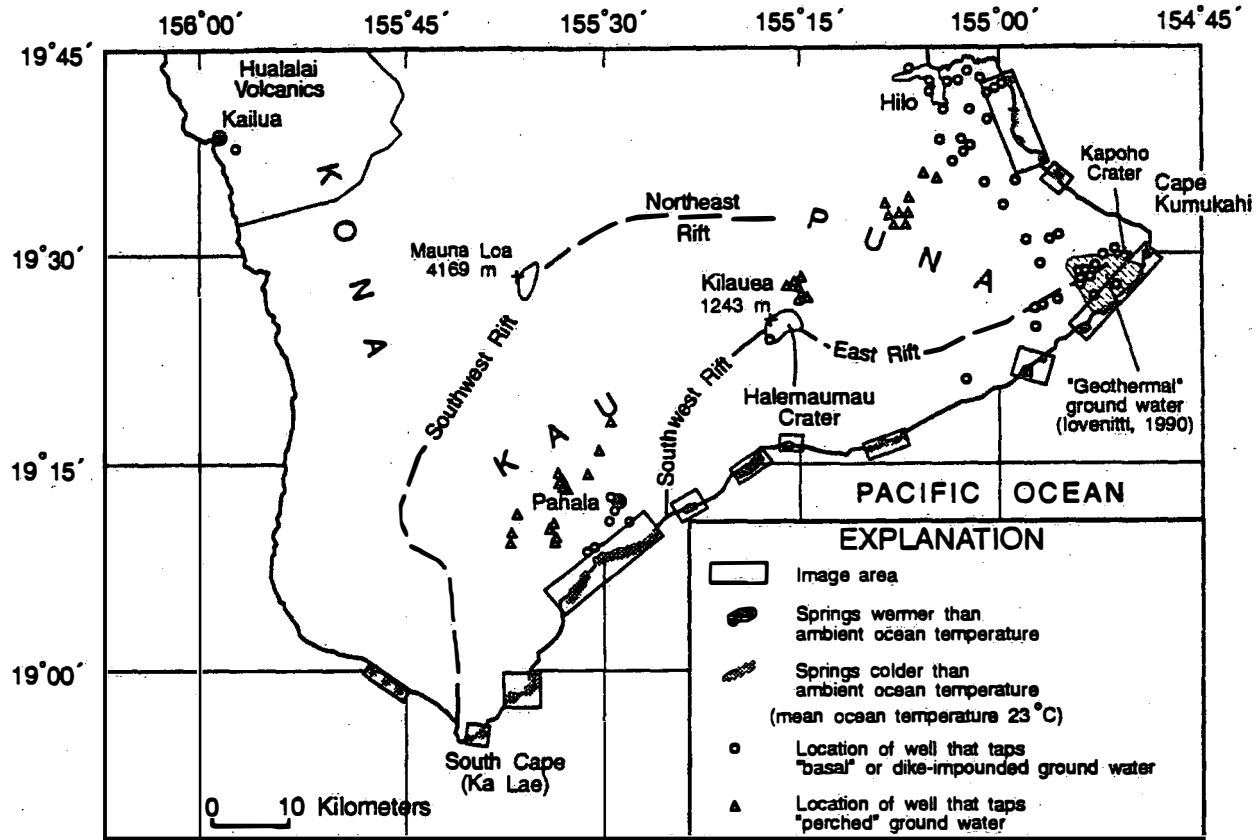 156°00´ 155°45´ 155°30´ 155°15´ 155°00´ 154°45´
19°45´
Hualalai
Volcanics
Kailua
Hilo
Kapoho
Crater
Cape
Kumukahi
KONA
Northeast
Rift
PUNA
19°30´
Mauna Loa
4169 m
Kilauea
1243 m
Southwest Rift
East Rift
Southwest Rift
Halemaumau
Crater
"Geothermal"
ground water
(Iovenitti, 1990)
KAU
19°15´
Pahala
PACIFIC OCEAN
19°00´
South Cape
(Ka Lae)
0 10 Kilometers
EXPLANATION
Image area
Springs wermer than
ambient ocean temperature
Springs colder than
ambient ocean temperature
(mean ocean temperature 23°C)
Location of well that taps
"basal" or dike-impounded ground water
Location of well that taps
"perched" ground water